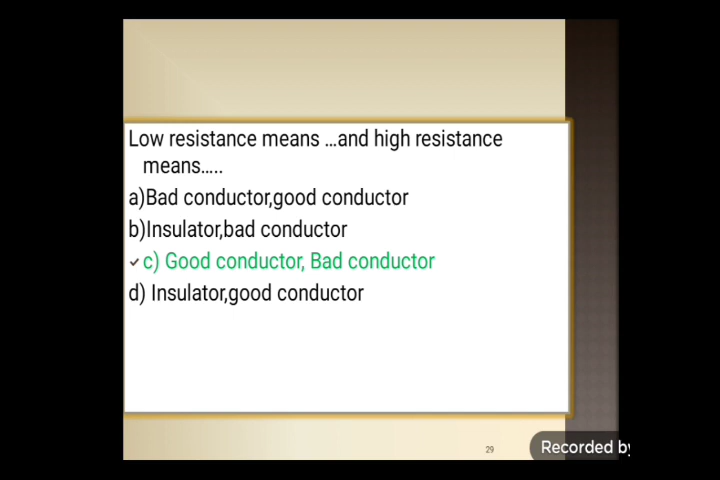 Low resistance means ...and high resistance
means.....
a)Bad conductor,good conductor
b)Insulator,bad conductor
c) Good conductor, Bad conductor
d) Insulator,good conductor
29
Recorded by